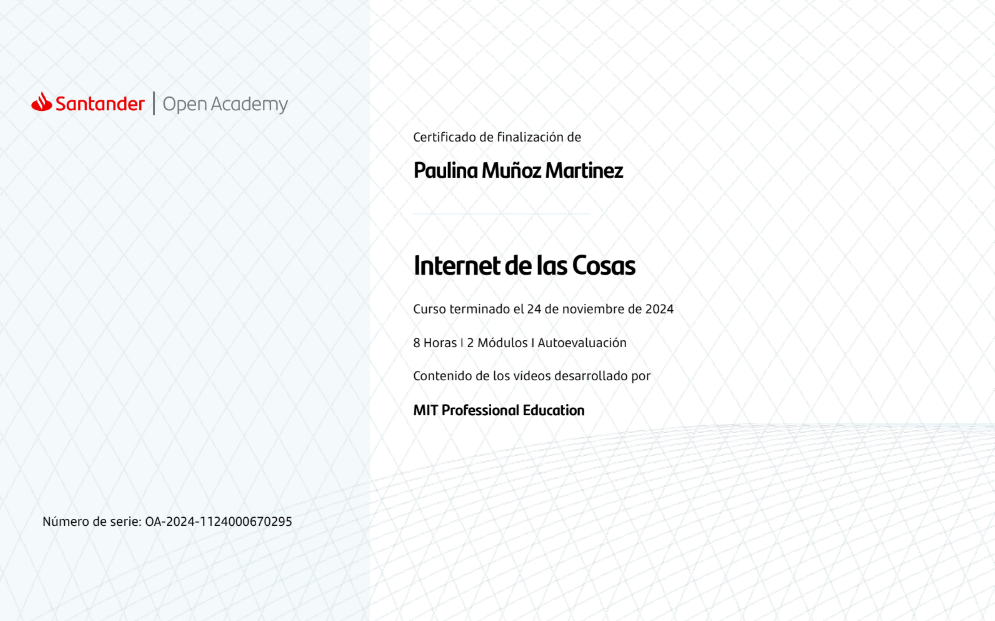 Santander | Open Academy
Certificado de finalización de
Paulina Muñoz Martinez
Internet de las Cosas
Curso terminado el 24 de noviembre de 2024
8 Horas | 2 Módulos I Autoevaluación
Contenido de los vídeos desarrollado por
MIT Professional Education
Número de serie: OA-2024-1124000670295